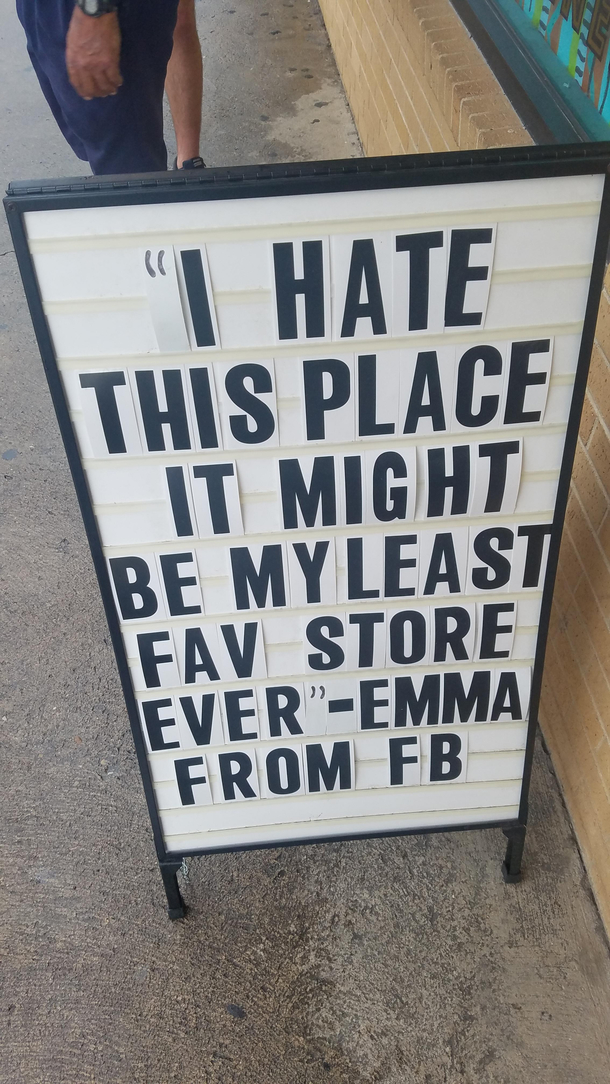 “I HATE
THIS PLACE
IT MIGHT
BE MY LEAST
FAV STORE
EVER”-EMMA
FROM FB